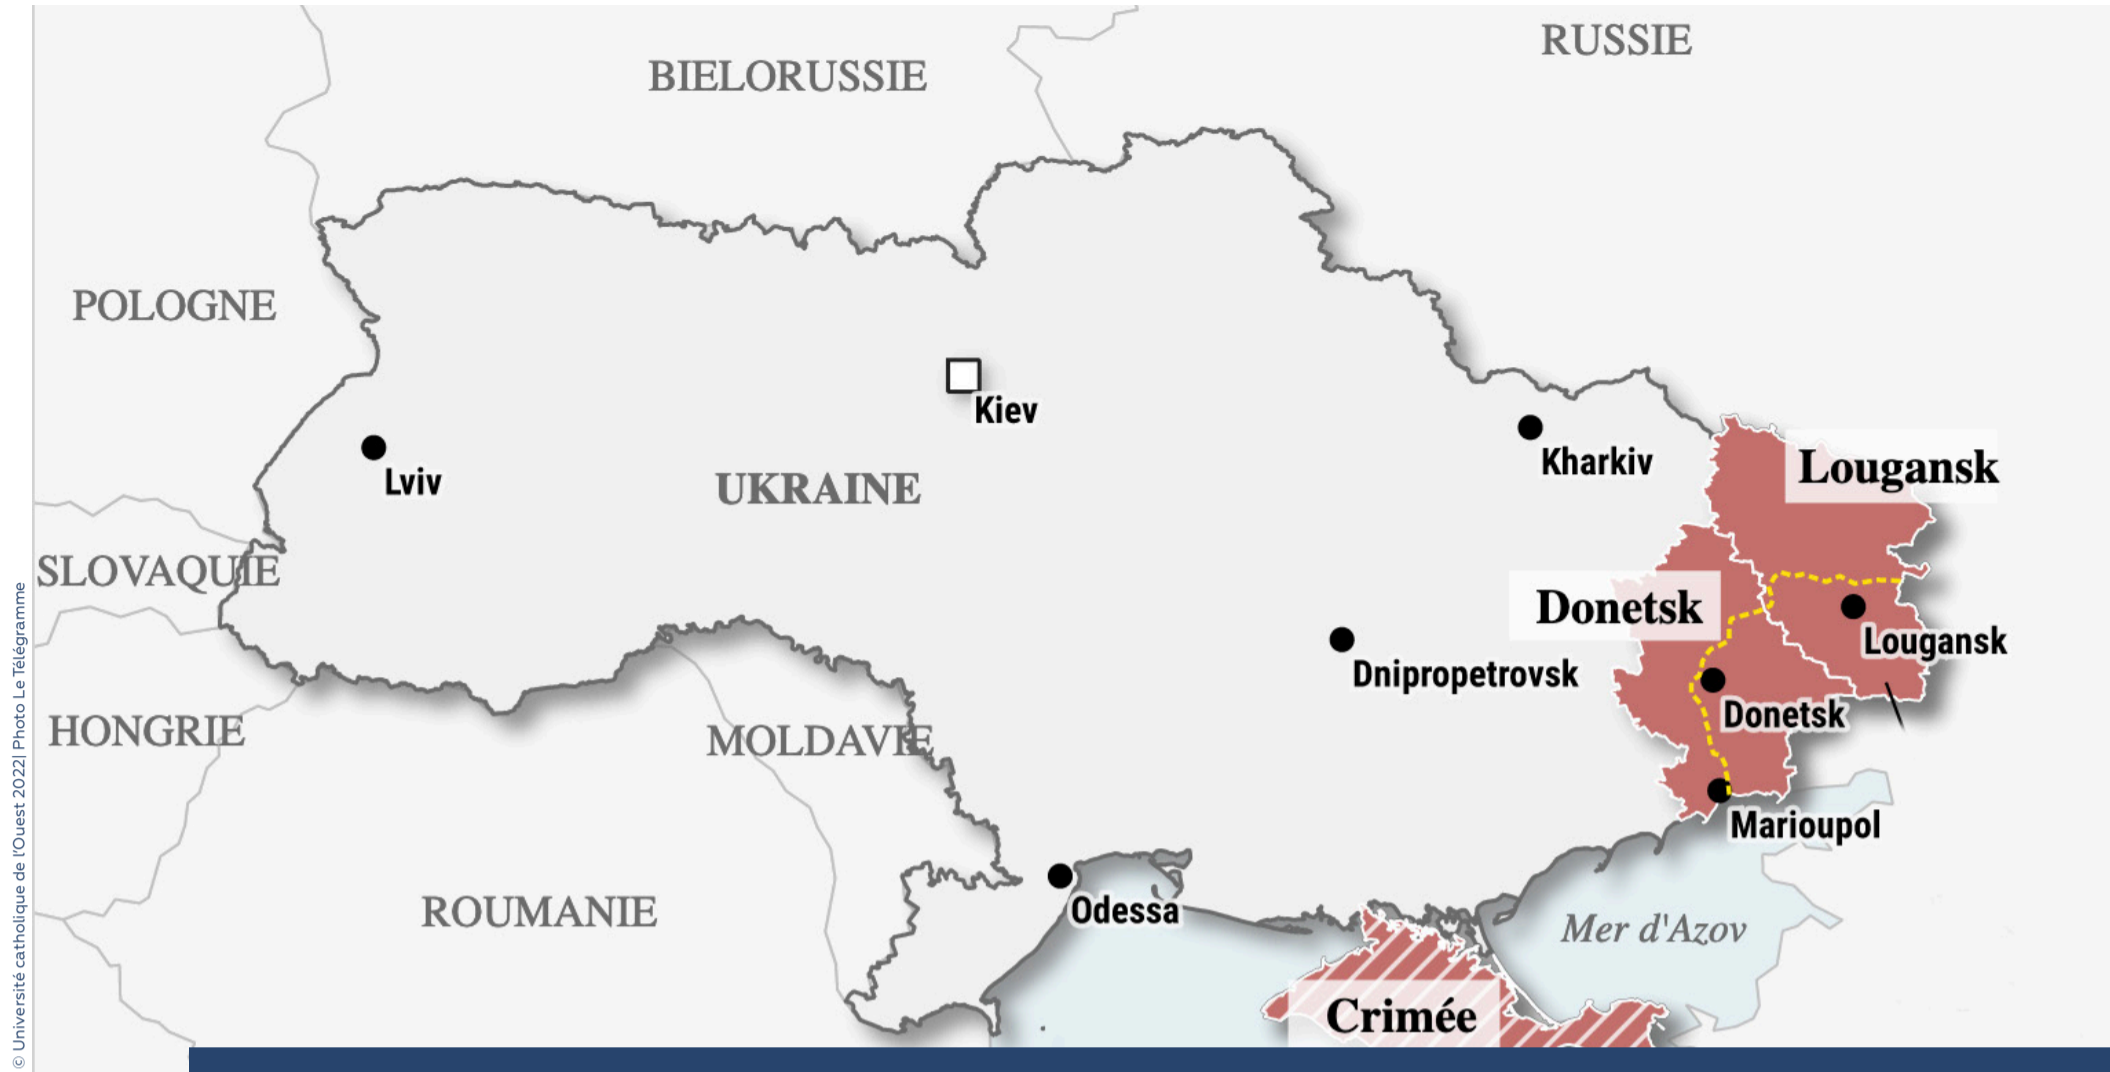 RUSSIE
BIELORUSSIE
POLOGNE
Kiev
Kharkiv
Lviv
UKRAINE
Lougansk
SLOVAQUIE
Donetsk
Lougansk
Dnipropetrovsk
Donetsk
HONGRIE
MOLDAVIE
Marioupol
Odessa
ROUMANIE
Mer d'Azov
Crimée
© Université catholique de l'Ouest 2022| Photo Le Télégramme